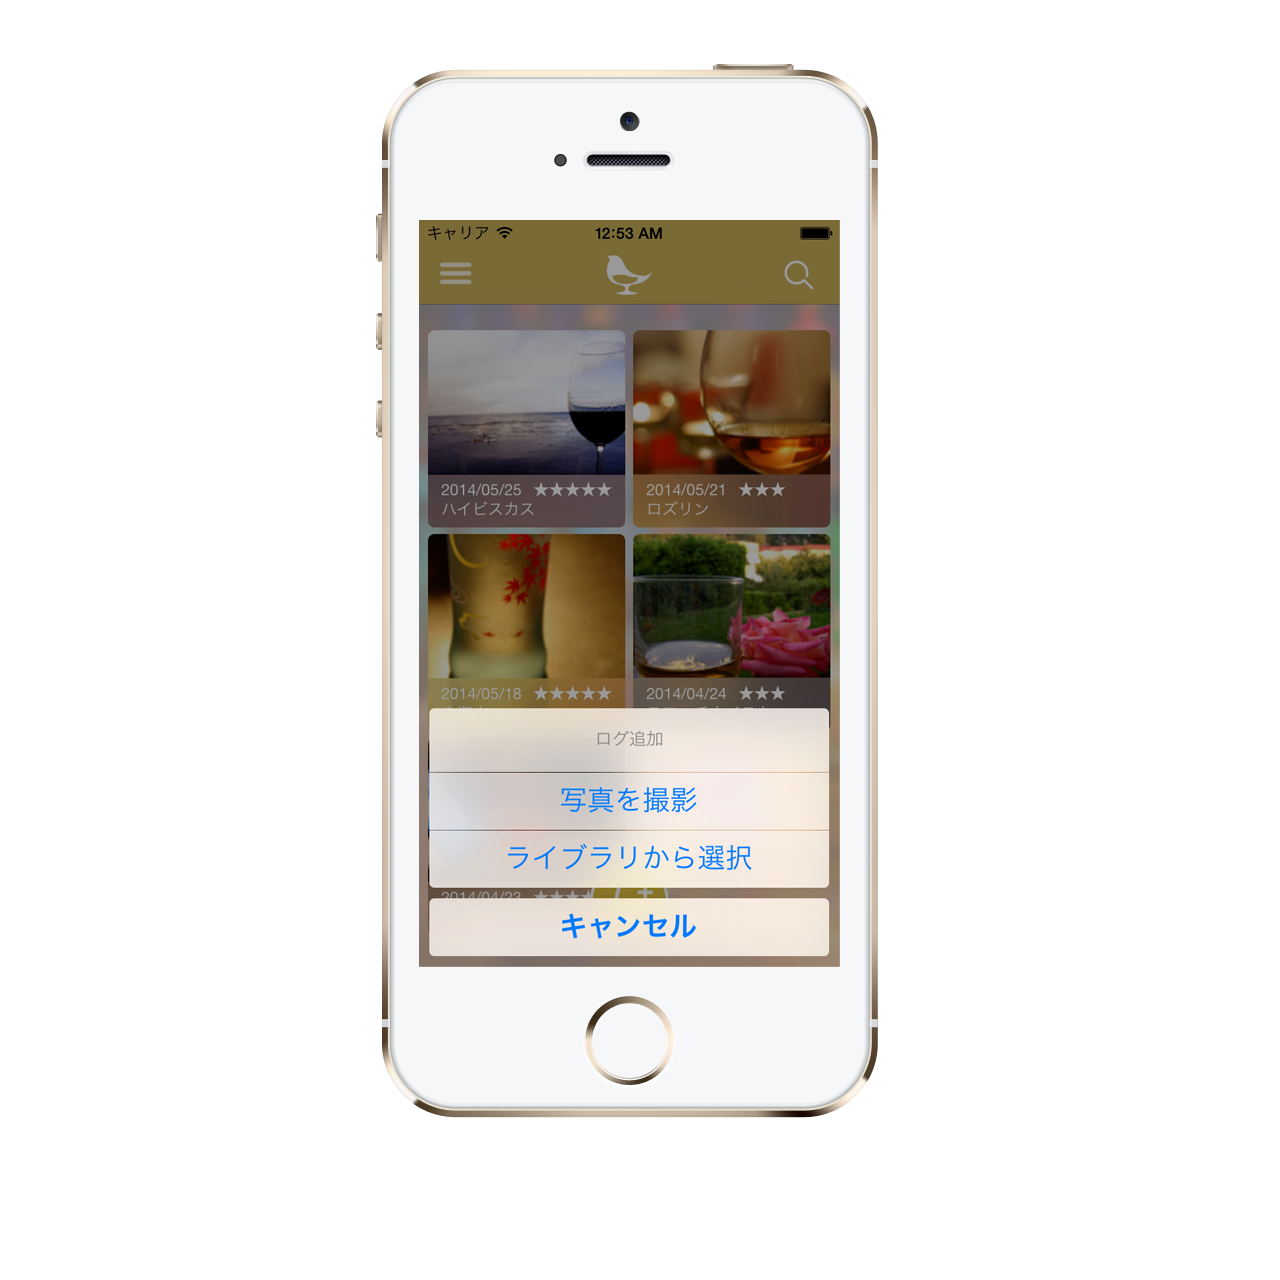 キャリア 12:53 AM
2014/05/25 ★★★★★
ハイビスカス
2014/05/21 ★★★
ロズリン
2014/05/18 ★★★★★
2014/04/24 ★★★
ログ追加
写真を撮影
ライブラリから選択
2014/04/23 ★★★★
+
キャンセル